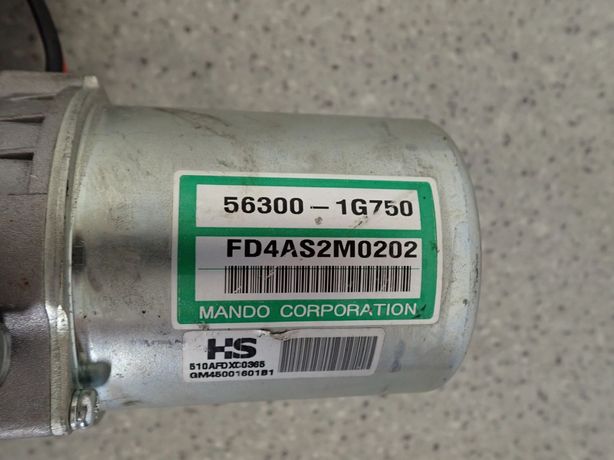 56300 - 1G750
FD4AS2M0202
MANDO CORPORATION
HS
510AFDXC0365
GM45001601B1